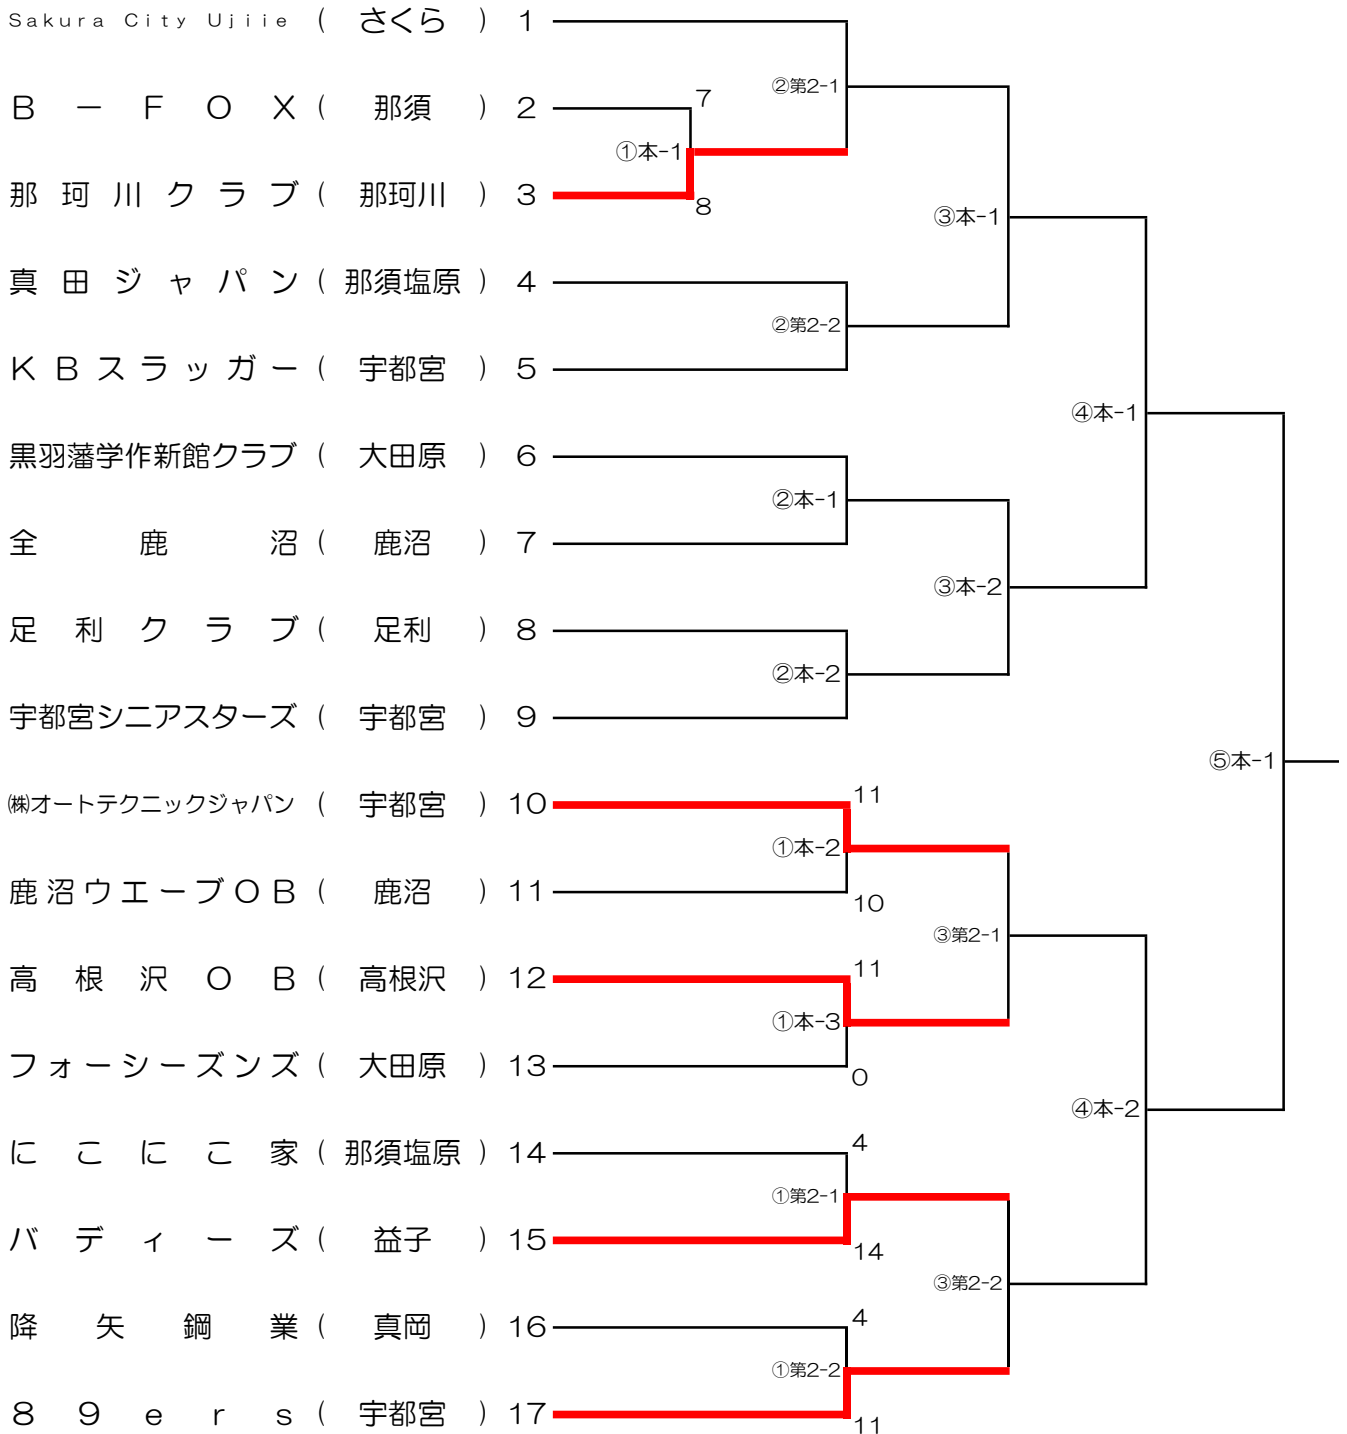 Sakura City Ujiie ( さくら ) 1
②第2-1
B － F O X ( 那須 ) 2 7
①本-1
那珂川クラブ ( 那珂川 ) 3 8
③本-1
真田ジャパン ( 那須塩原 ) 4
②第2-2
KBスラッガー ( 宇都宮 ) 5
④本-1
黒羽藩学作新館クラブ ( 大田原 ) 6
②本-1
全鹿沼 ( 鹿沼 ) 7
③本-2
足利クラブ ( 足利 ) 8
②本-2
宇都宮シニアスターズ ( 宇都宮 ) 9
⑤本-1
㈱オートテクニックジャパン ( 宇都宮 ) 10 11
①本-2
鹿沼ウエーブOB ( 鹿沼 ) 11 10
③第2-1
高根沢OB ( 高根沢 ) 12 11
①本-3
フォーシーズンズ ( 大田原 ) 13 0
④本-2
にこにこ家 ( 那須塩原 ) 14 4
①第2-1
バディーズ ( 益子 ) 15 14
③第2-2
降矢鋼業 ( 真岡 ) 16 4
①第2-2
89ers ( 宇都宮 ) 17 11